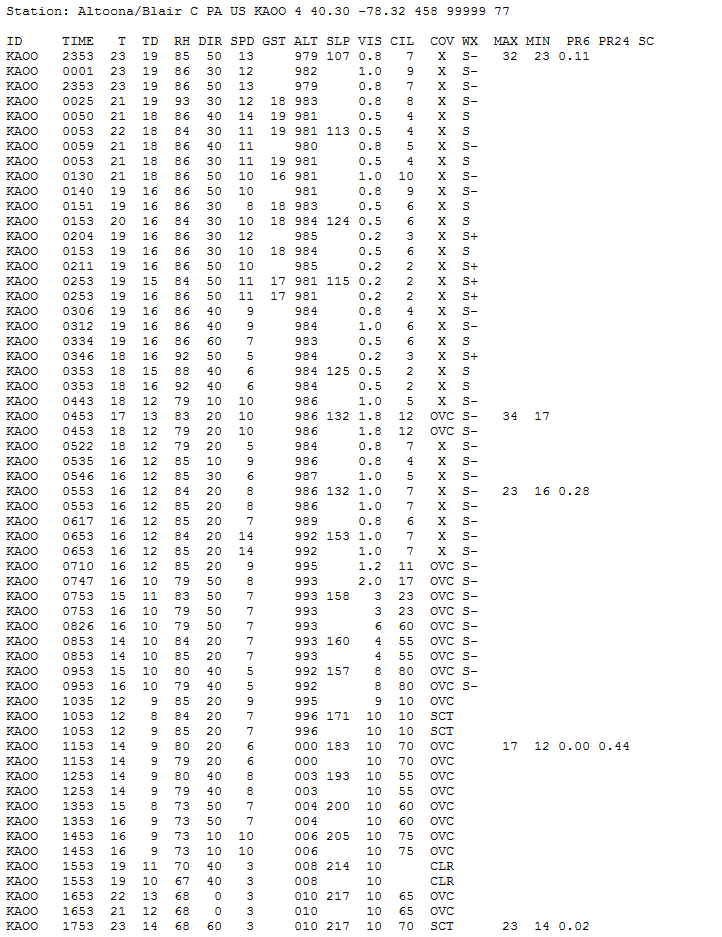 Station: Altoona/Blair C PA US KAOO 4 40.30 -78.32 458 99999 77
ID TIME T TD RH DIR SPD GST ALT SLP VIS CIL COV WX MAX MIN PR6 PR24 SC
KAOO 2353 23 19 85 50 13 979 107 0.8 7 X S- 32 23 0.11
KAOO 0001 23 19 86 30 12 982 1.0 9 X S-
KAOO 2353 23 19 86 50 13 979 0.8 7 X S-
KAOO 0025 21 19 93 30 12 18 983 0.8 8 X S-
KAOO 0050 21 18 86 40 14 19 981 0.5 4 X S
KAOO 0053 22 18 84 30 11 19 981 113 0.5 4 X S
KAOO 0059 21 18 86 40 11 980 0.8 5 X S-
KAOO 0053 21 18 86 30 11 19 981 0.5 4 X S
KAOO 0130 21 18 86 50 10 16 981 1.0 10 X S-
KAOO 0140 19 16 86 50 10 981 0.8 9 X S-
KAOO 0151 19 16 86 30 8 18 983 0.5 6 X S
KAOO 0153 20 16 84 30 10 18 984 124 0.5 6 X S
KAOO 0204 19 16 86 30 12 985 0.2 3 X S+
KAOO 0153 19 16 86 30 10 18 984 0.5 6 X S
KAOO 0211 19 16 86 50 10 985 0.2 2 X S+
KAOO 0253 19 15 84 50 11 17 981 115 0.2 2 X S+
KAOO 0253 19 16 86 50 11 17 981 0.2 2 X S+
KAOO 0306 19 16 86 40 9 984 0.8 4 X S-
KAOO 0312 19 16 86 40 9 984 1.0 6 X S-
KAOO 0334 19 16 86 60 7 983 0.5 6 X S
KAOO 0346 18 16 92 50 5 984 0.2 3 X S+
KAOO 0353 18 15 88 40 6 984 125 0.5 2 X S
KAOO 0353 18 16 92 40 6 984 0.5 2 X S
KAOO 0443 18 12 79 10 10 986 1.0 5 X S-
KAOO 0453 17 13 83 20 10 986 132 1.8 12 OVC S- 34 17
KAOO 0453 18 12 79 20 10 986 1.8 12 OVC S-
KAOO 0522 18 12 79 20 5 984 0.8 7 X S-
KAOO 0535 16 12 85 10 9 986 0.8 4 X S-
KAOO 0546 16 12 85 30 6 987 1.0 5 X S-
KAOO 0553 16 12 84 20 8 986 132 1.0 7 X S- 23 16 0.28
KAOO 0553 16 12 85 20 8 986 1.0 7 X S-
KAOO 0617 16 12 85 20 7 989 0.8 6 X S-
KAOO 0653 16 12 84 20 14 992 153 1.0 7 X S-
KAOO 0653 16 12 85 20 14 992 1.0 7 X S-
KAOO 0710 16 12 85 20 9 995 1.2 11 OVC S-
KAOO 0747 16 10 79 50 8 993 2.0 17 OVC S-
KAOO 0753 15 11 83 50 7 993 158 3 23 OVC S-
KAOO 0753 16 10 79 50 7 993 3 23 OVC S-
KAOO 0826 16 10 79 50 7 993 6 60 OVC S-
KAOO 0853 14 10 84 20 7 993 160 4 55 OVC S-
KAOO 0853 14 10 85 20 7 993 4 55 OVC S-
KAOO 0953 15 10 80 40 5 992 157 8 80 OVC S-
KAOO 0953 16 10 79 40 5 992 8 80 OVC S-
KAOO 1035 12 9 85 20 9 995 9 10 OVC
KAOO 1053 12 8 84 20 7 996 171 10 10 SCT
KAOO 1053 12 9 85 20 7 996 10 10 SCT
KAOO 1153 14 9 80 20 6 000 183 10 70 OVC 17 12 0.00 0.44
KAOO 1153 14 9 79 20 6 000 10 70 OVC
KAOO 1253 14 9 80 40 8 003 193 10 55 OVC
KAOO 1253 14 9 79 40 8 003 10 55 OVC
KAOO 1353 15 8 73 50 7 004 200 10 60 OVC
KAOO 1353 16 9 73 50 7 004 10 60 OVC
KAOO 1453 16 9 73 10 10 006 205 10 75 OVC
KAOO 1453 16 9 73 10 10 006 10 75 OVC
KAOO 1553 19 11 70 40 3 008 214 10 CLR
KAOO 1553 19 10 67 40 3 008 10 CLR
KAOO 1653 22 13 68 0 3 010 217 10 65 OVC
KAOO 1653 21 12 68 0 3 010 10 65 OVC
KAOO 1753 23 14 68 60 3 010 217 10 70 SCT 23 14 0.02